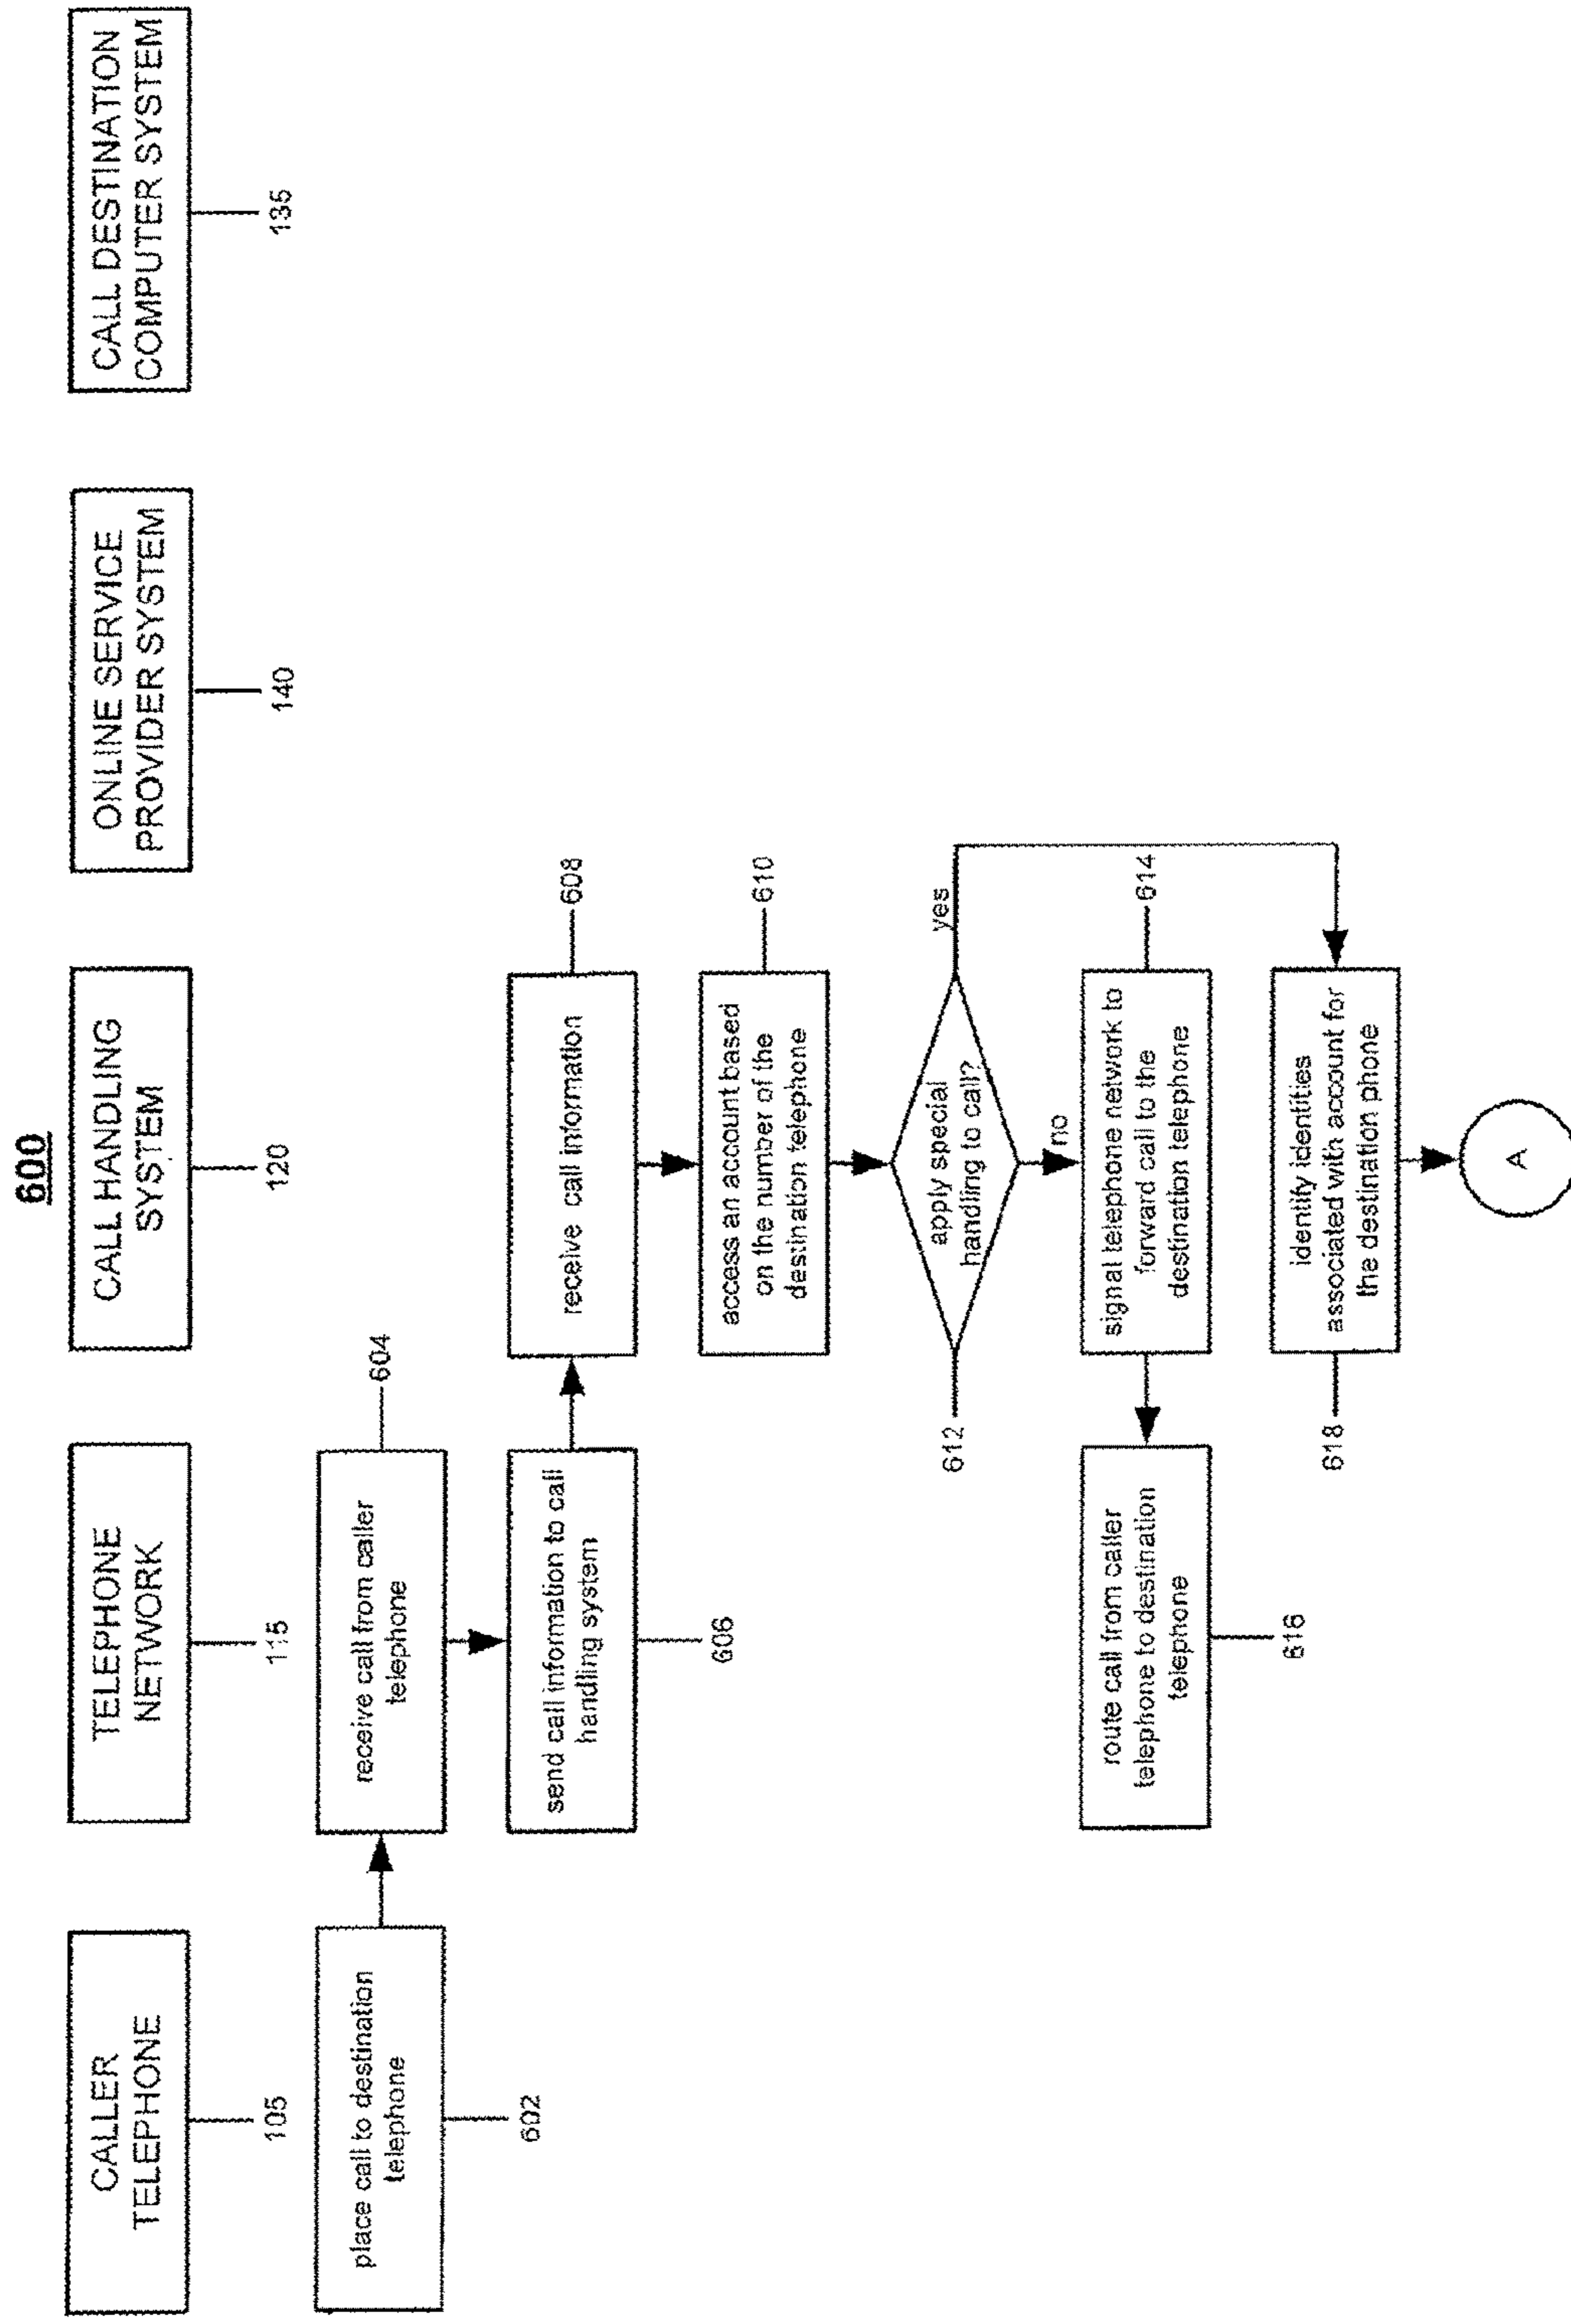 600
CALLER
TELEPHONE
105
TELEPHONE
NETWORK
115
CALL HANDLING
SYSTEM
120
ONLINE SERVICE
PROVIDER SYSTEM
140
CALL DESTINATION
COMPUTER SYSTEM
135
place call to destination
telephone
602
receive call from caller
telephone
604
send call information to call
handling system
606
receive call information
608
access an account based
on the number of the
destination telephone
610
apply special
handling to call?
612
yes
no
signal telephone network to
forward call to the
destination telephone
614
route call from caller
telephone to destination
telephone
616
identify identities
associated with account for
the destination phone
618
A